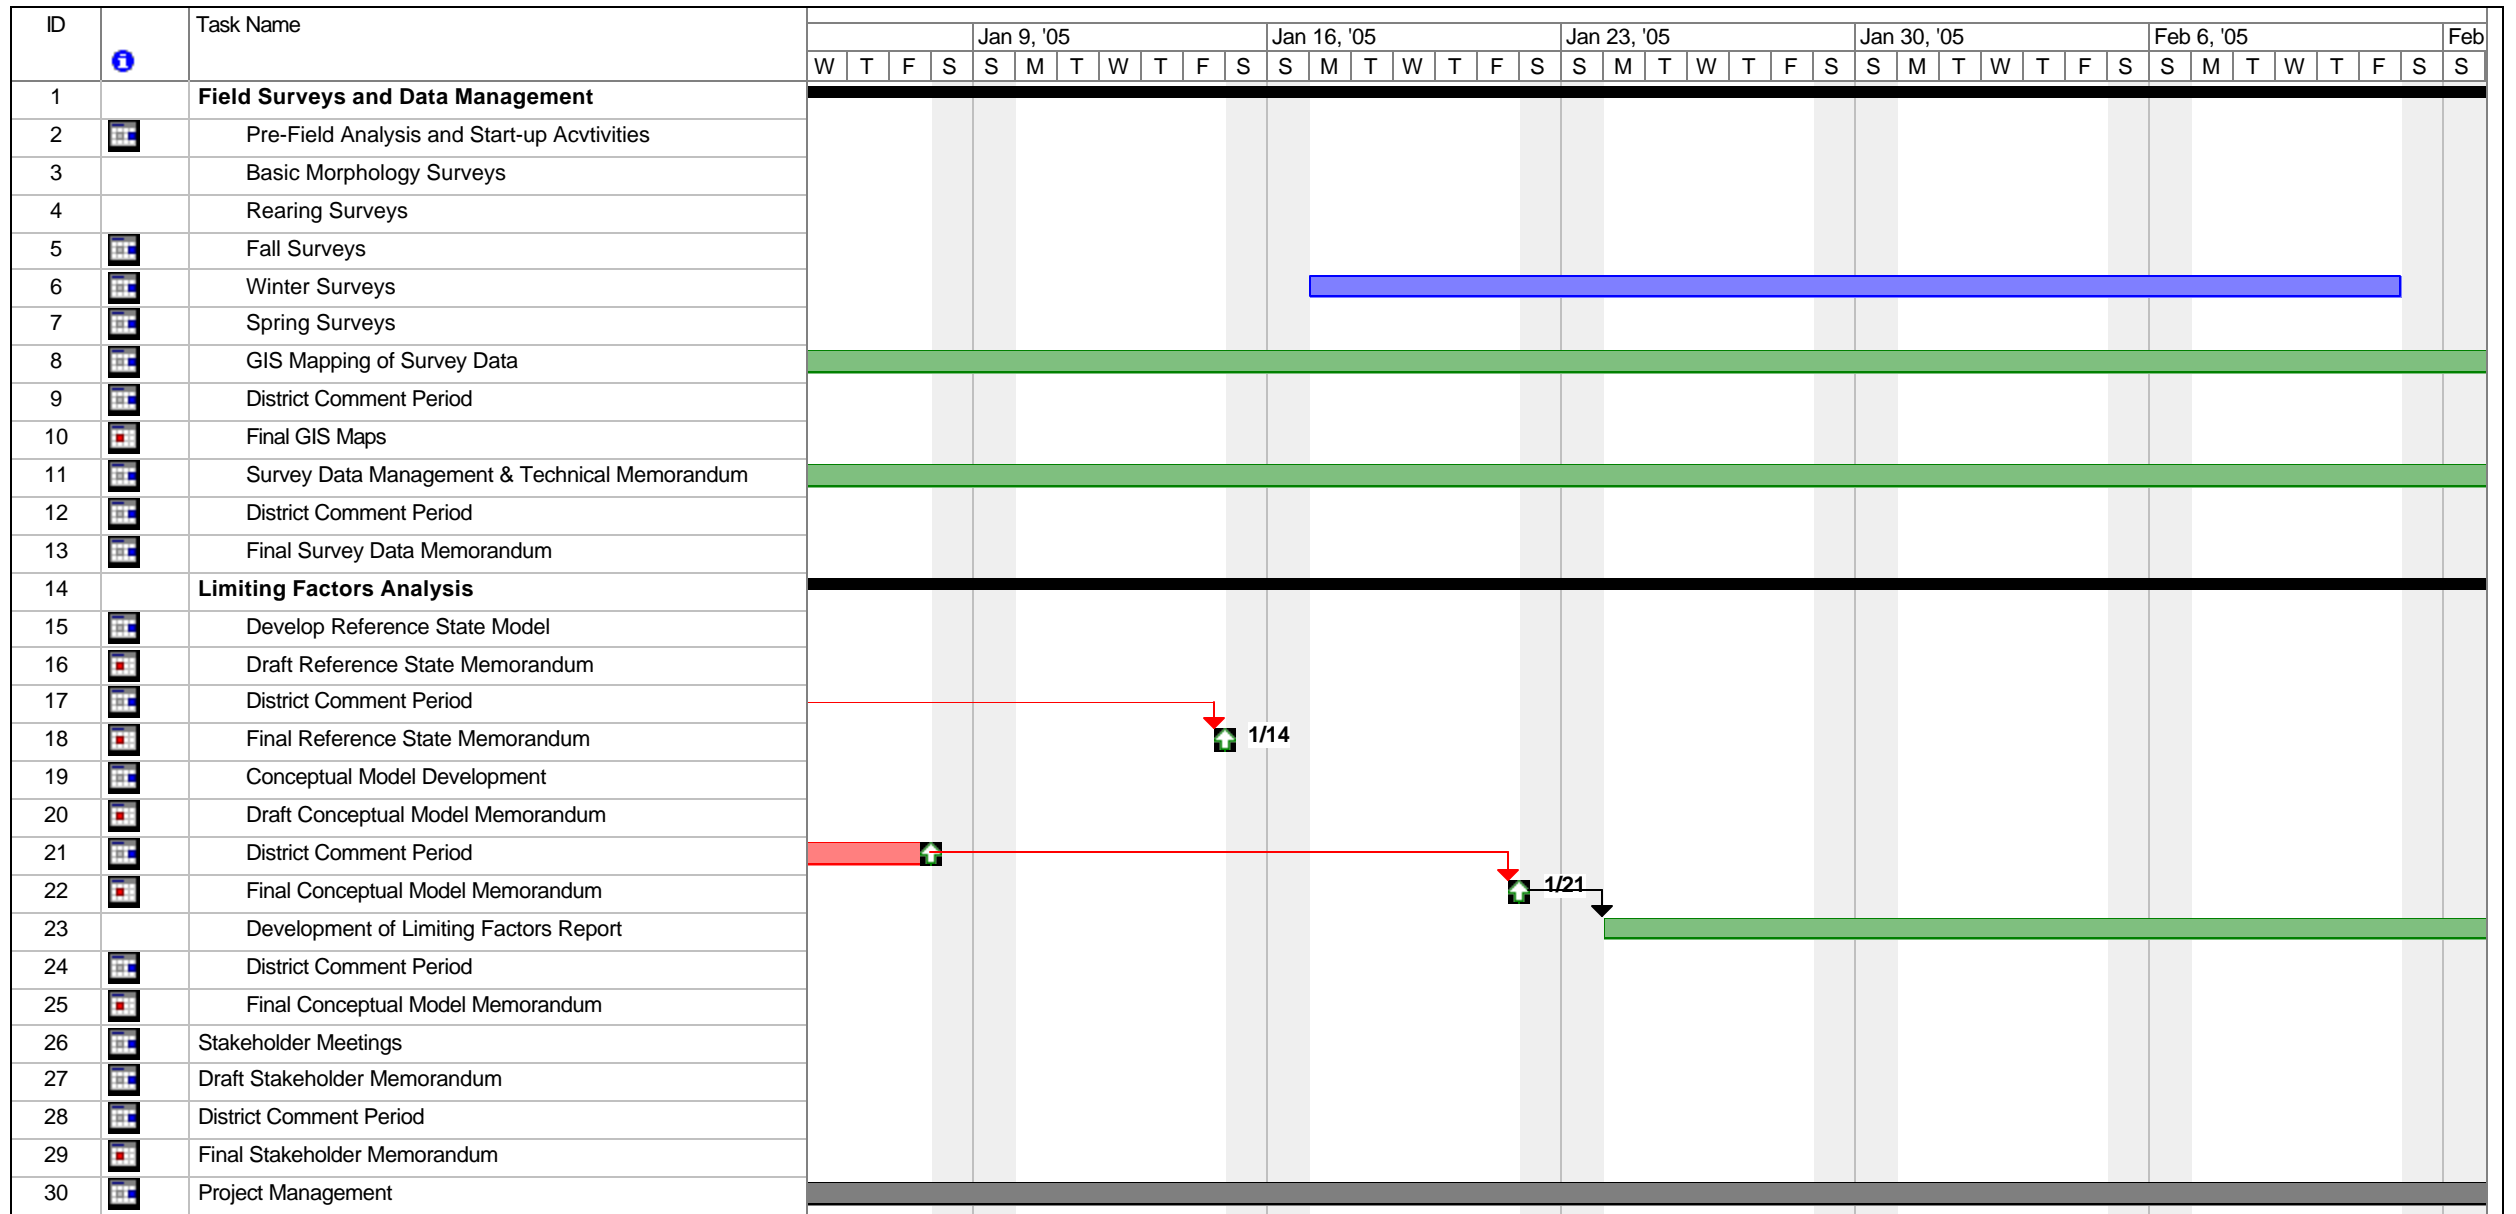 ID Task Name
Jan 9, '05 Jan 16, '05 Jan 23, '05 Jan 30, '05 Feb 6, '05 Feb
W T F S S M T W T F S S M T W T F S S M T W T F S S M T W T F S S M T W T F S S
1 Field Surveys and Data Management
2 Pre-Field Analysis and Start-up Acvtivities
3 Basic Morphology Surveys
4 Rearing Surveys
5 Fall Surveys
6 Winter Surveys
7 Spring Surveys
8 GIS Mapping of Survey Data
9 District Comment Period
10 Final GIS Maps
11 Survey Data Management & Technical Memorandum
12 District Comment Period
13 Final Survey Data Memorandum
14 Limiting Factors Analysis
15 Develop Reference State Model
16 Draft Reference State Memorandum
17 District Comment Period
18 Final Reference State Memorandum 1/14
19 Conceptual Model Development
20 Draft Conceptual Model Memorandum
21 District Comment Period
22 Final Conceptual Model Memorandum 1/21
23 Development of Limiting Factors Report
24 District Comment Period
25 Final Conceptual Model Memorandum
26 Stakeholder Meetings
27 Draft Stakeholder Memorandum
28 District Comment Period
29 Final Stakeholder Memorandum
30 Project Management